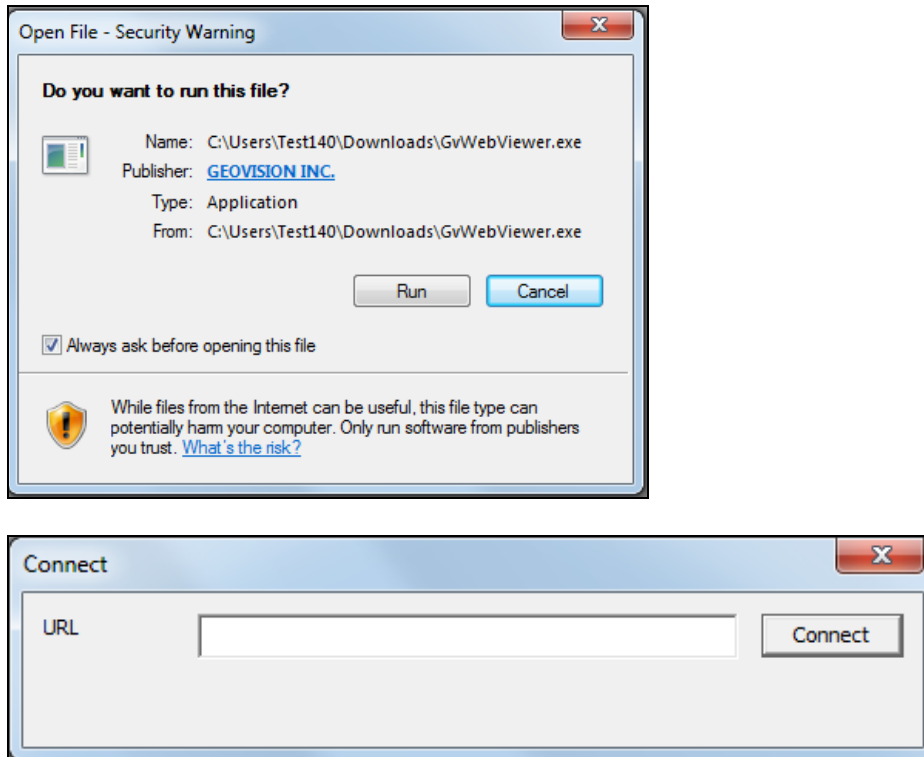 Open File - Security Warning
Do you want to run this file?
Name: C:\Users\Test140\Downloads\GvWebViewer.exe
Publisher: GEOVISION INC.
Type: Application
From: C:\Users\Test140\Downloads\GvWebViewer.exe
Run Cancel
Always ask before opening this file
While files from the Internet can be useful, this file type can
potentially harm your computer. Only run software from publishers
you trust. What's the risk?
Connect
URL Connect